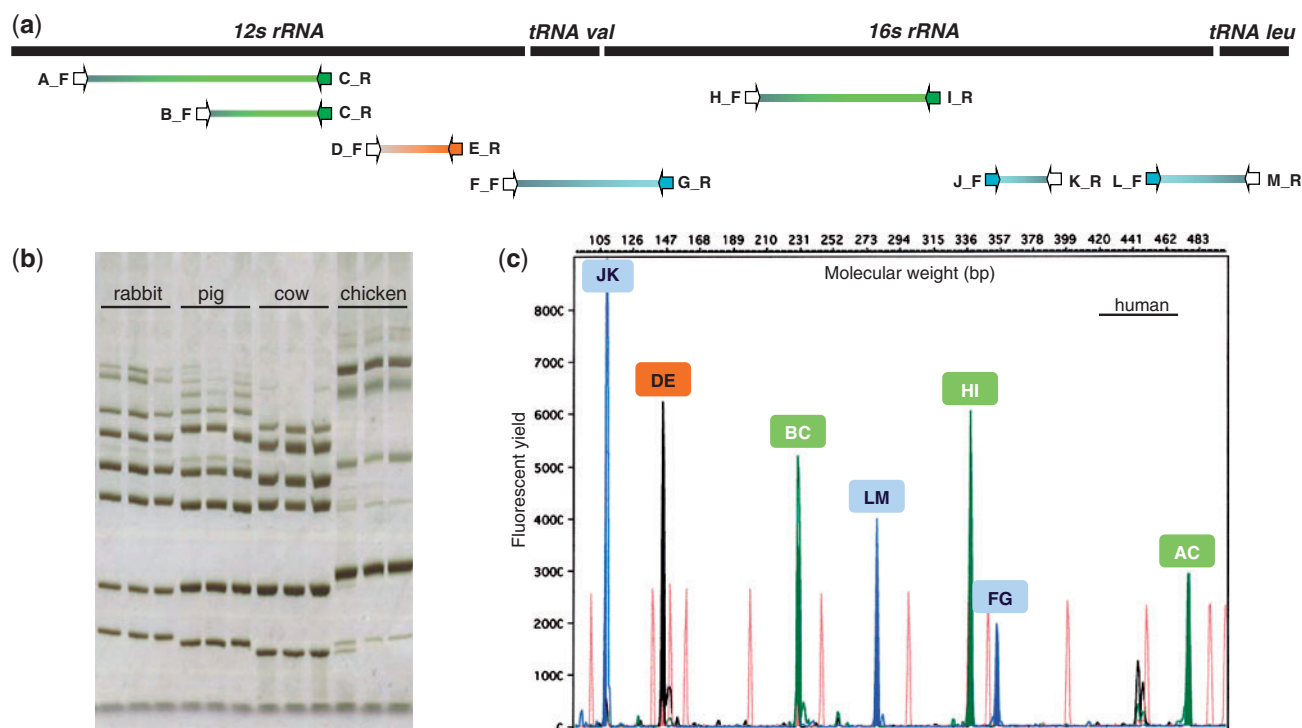 (a)
12s rRNA tRNA val 16s rRNA tRNA leu
A_F C_R
H_F I_R
B_F C_R
D_F E_R
F_F G_R J_F K_R L_F M_R
(b)
rabbit pig cow chicken
(c)
105 126 147 168 189 210 231 252 273 294 315 336 357 378 399 420 441 462 483
Molecular weight (bp)
human
Fluorescent yield
8000
7000
6000
5000
4000
3000
2000
1000
0
JK
DE
HI
BC
LM
AC
FG